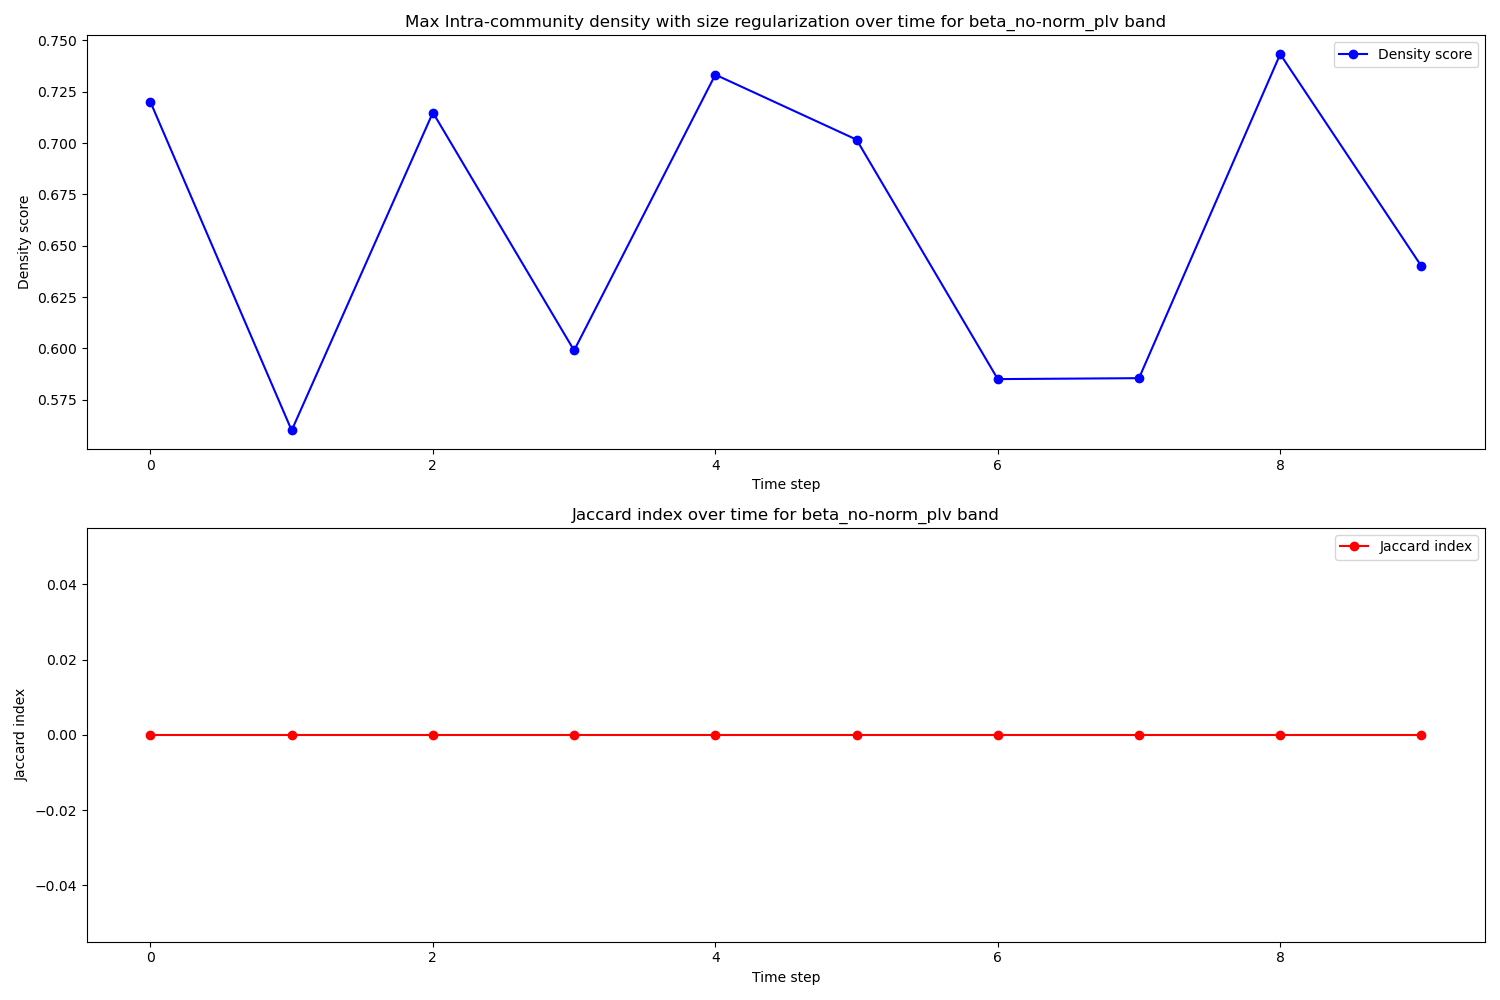 Max Intra-community density with size regularization over time for beta_no-norm_plv band
Density score
0.750
0.725
0.700
0.675
0.650
0.625
0.600
0.575
Density score
0
2
4
6
8
Time step
Jaccard index over time for beta_no-norm_plv band
Jaccard index
0.04
0.02
0.00
−0.02
−0.04
Jaccard index
0
2
4
6
8
Time step